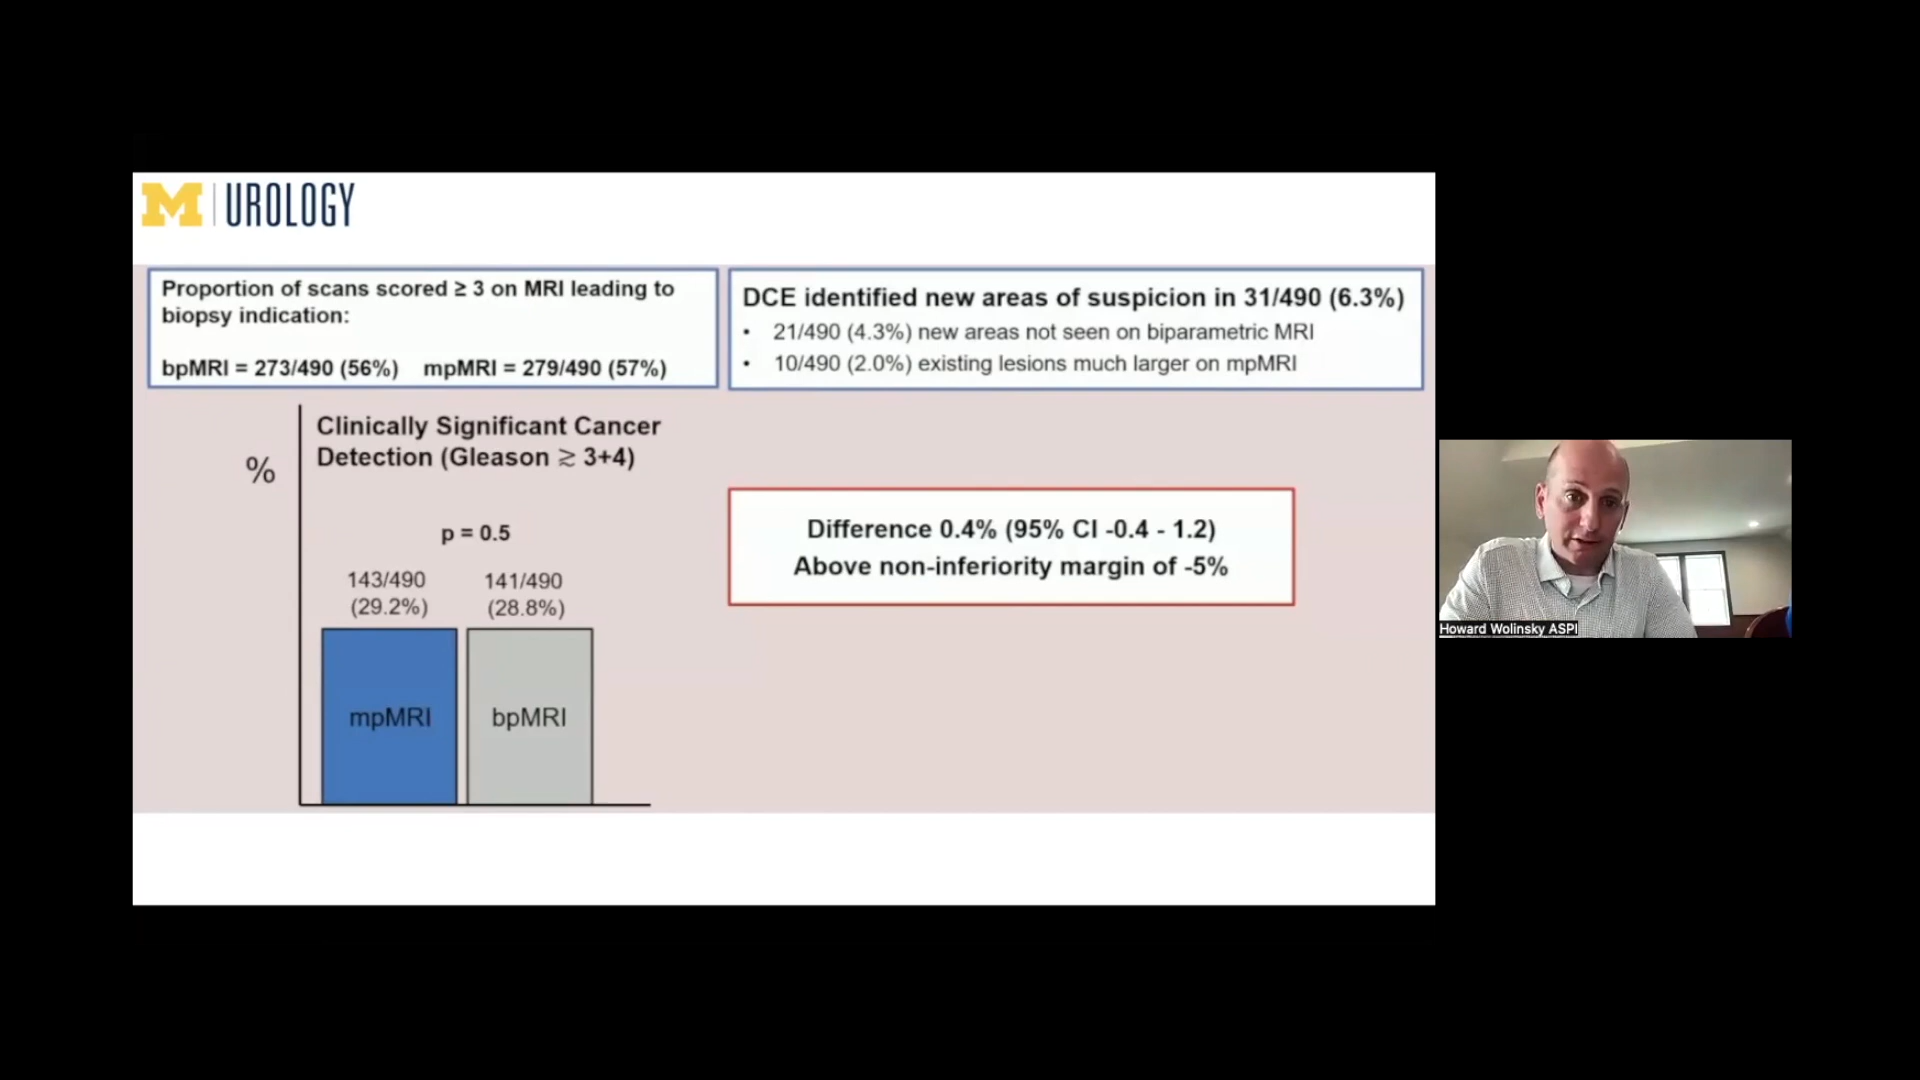 M | UROLOGY
Proportion of scans scored ≥ 3 on MRI leading to
biopsy indication:
bpMRI = 273/490 (56%) mpMRI = 279/490 (57%)
DCE identified new areas of suspicion in 31/490 (6.3%)
• 21/490 (4.3%) new areas not seen on biparametric MRI
• 10/490 (2.0%) existing lesions much larger on mpMRI
%
Clinically Significant Cancer
Detection (Gleason ≳ 3+4)
p = 0.5
143/490
(29.2%)
141/490
(28.8%)
mpMRI
bpMRI
Difference 0.4% (95% CI -0.4 - 1.2)
Above non-inferiority margin of -5%
Howard Wolinsky ASPI